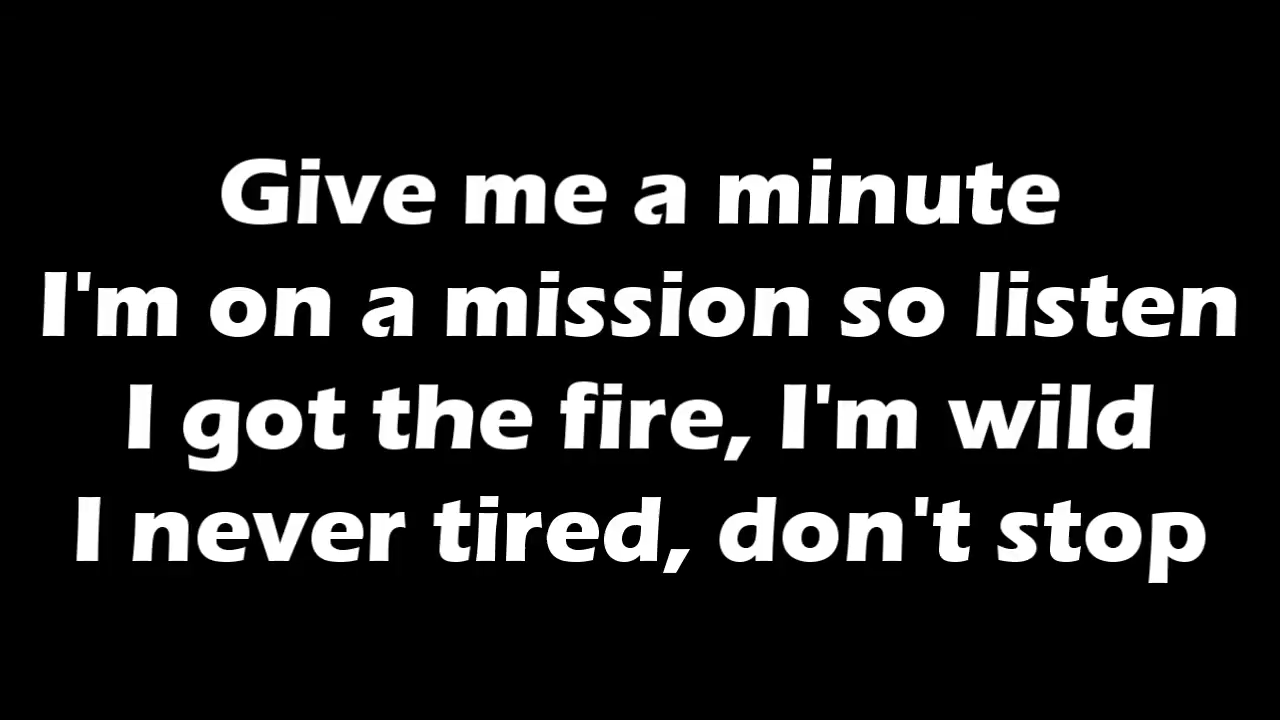 Give me a minute
I'm on a mission so listen
I got the fire, I'm wild
I never tired, don't stop